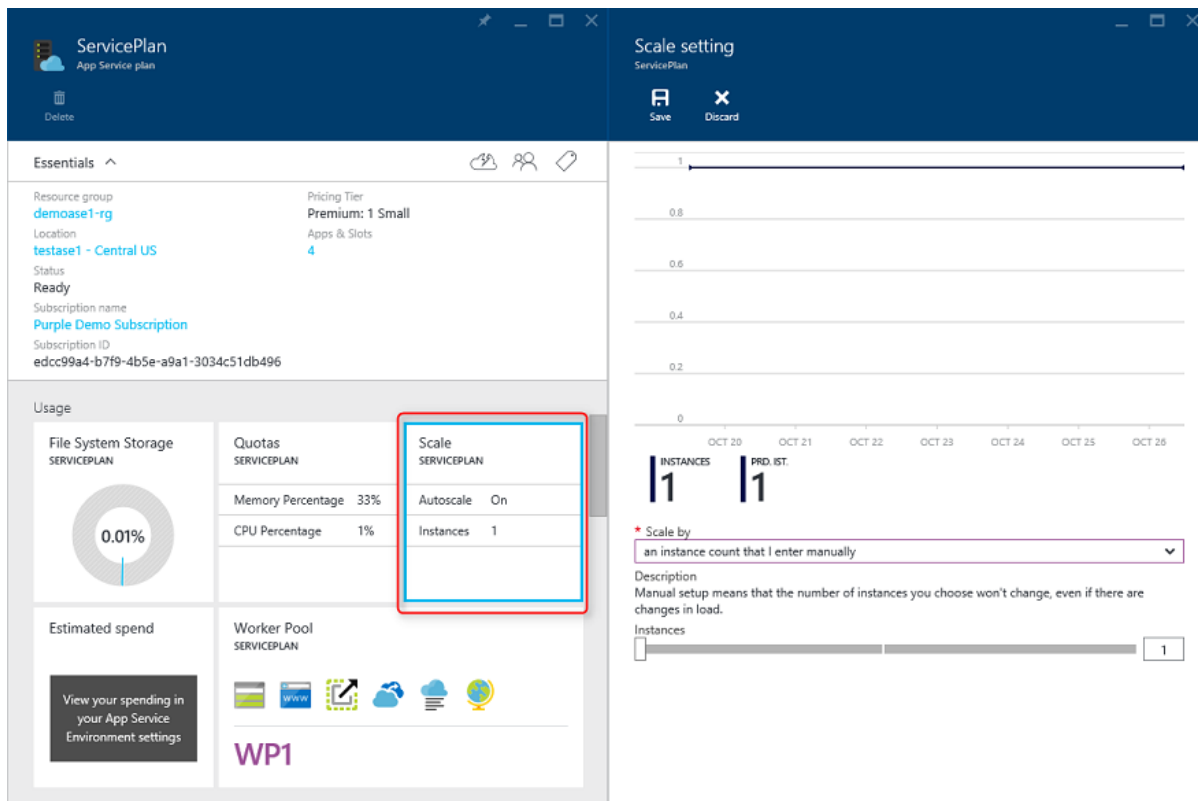 ServicePlan
App Service plan
Delete
Essentials
Resource group
demoase1-rg
Location
testase1 - Central US
Status
Ready
Subscription name
Purple Demo Subscription
Subscription ID
edcc99a4-b7f9-4b5e-a9a1-3034c51db496
Pricing Tier
Premium: 1 Small
Apps & Slots
4
Usage
File System Storage
SERVICEPLAN
0.01%
Quotas
SERVICEPLAN
Memory Percentage 33%
CPU Percentage 1%
Scale
SERVICEPLAN
Autoscale On
Instances 1
Estimated spend
View your spending in
your App Service
Environment settings
Worker Pool
SERVICEPLAN
www
WP1
Scale setting
ServicePlan
Save
Discard
1
0.8
0.6
0.4
0.2
0
OCT 20 OCT 21 OCT 22 OCT 23 OCT 24 OCT 25 OCT 26
INSTANCES
1
PRD. IST.
1
* Scale by
an instance count that I enter manually
Description
Manual setup means that the number of instances you choose won't change, even if there are
changes in load.
Instances
1